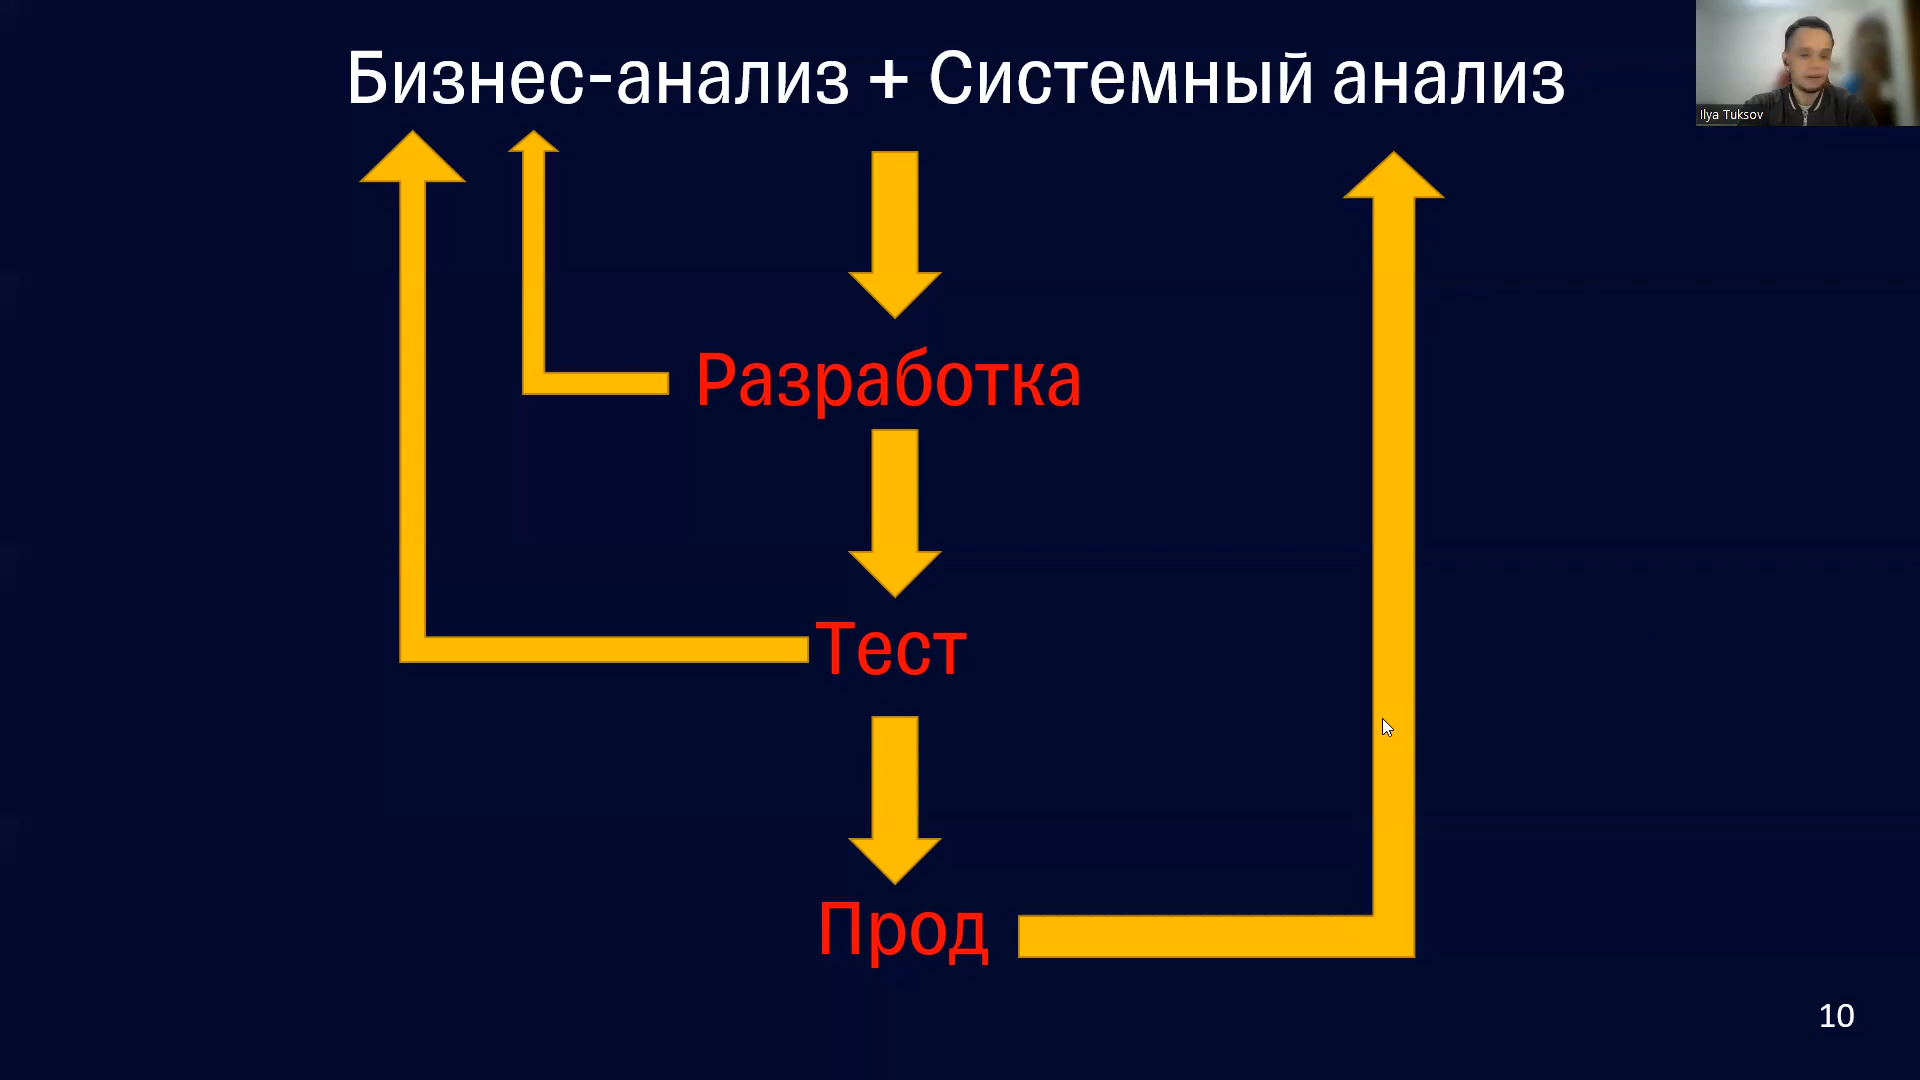 Бизнес-анализ + Системный анализ
Ilya Tuksov
Разработка
Тест
Прод
10